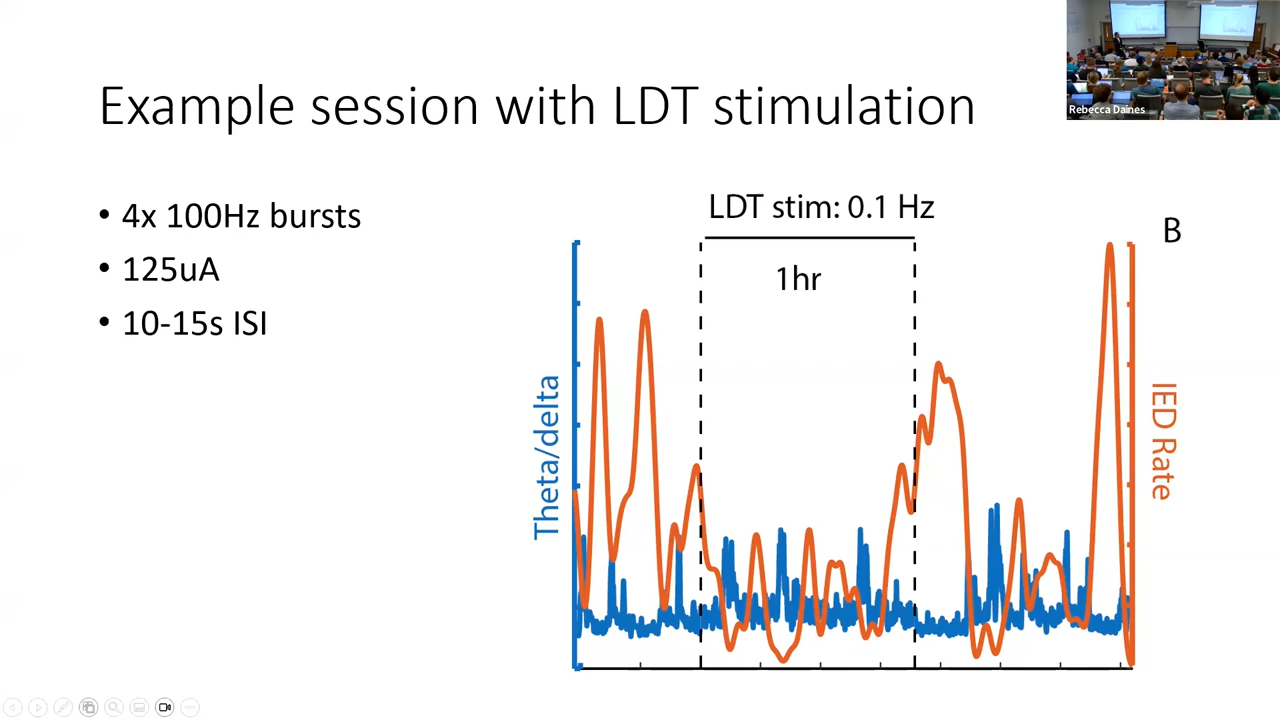 Example session with LDT stimulation
Rebecca Daines
• 4x 100Hz bursts
• 125uA
• 10-15s ISI
LDT stim: 0.1 Hz
1hr
B
Theta/delta
IED Rate